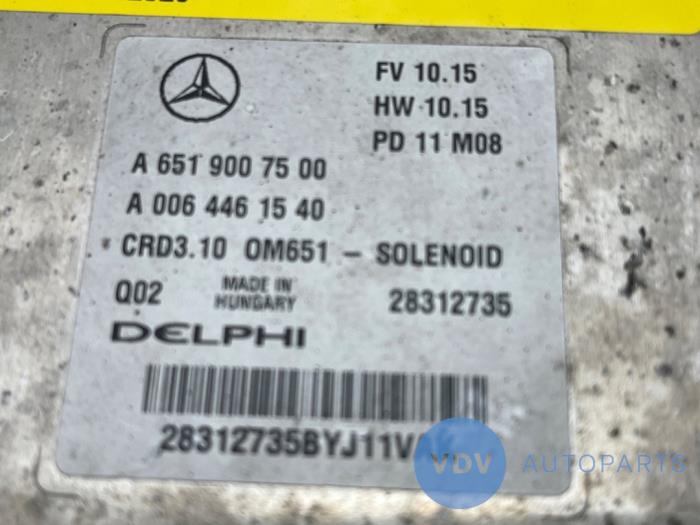 FV 10.15
HW 10.15
PD 11 M08
A 651 900 75 00
A 006 446 15 40
CRD3.10 OM651 – SOLENOID
Q02 MADE IN HUNGARY 28312735
DELPHI
28312735BYJ11V
VDV AUTOPARTS